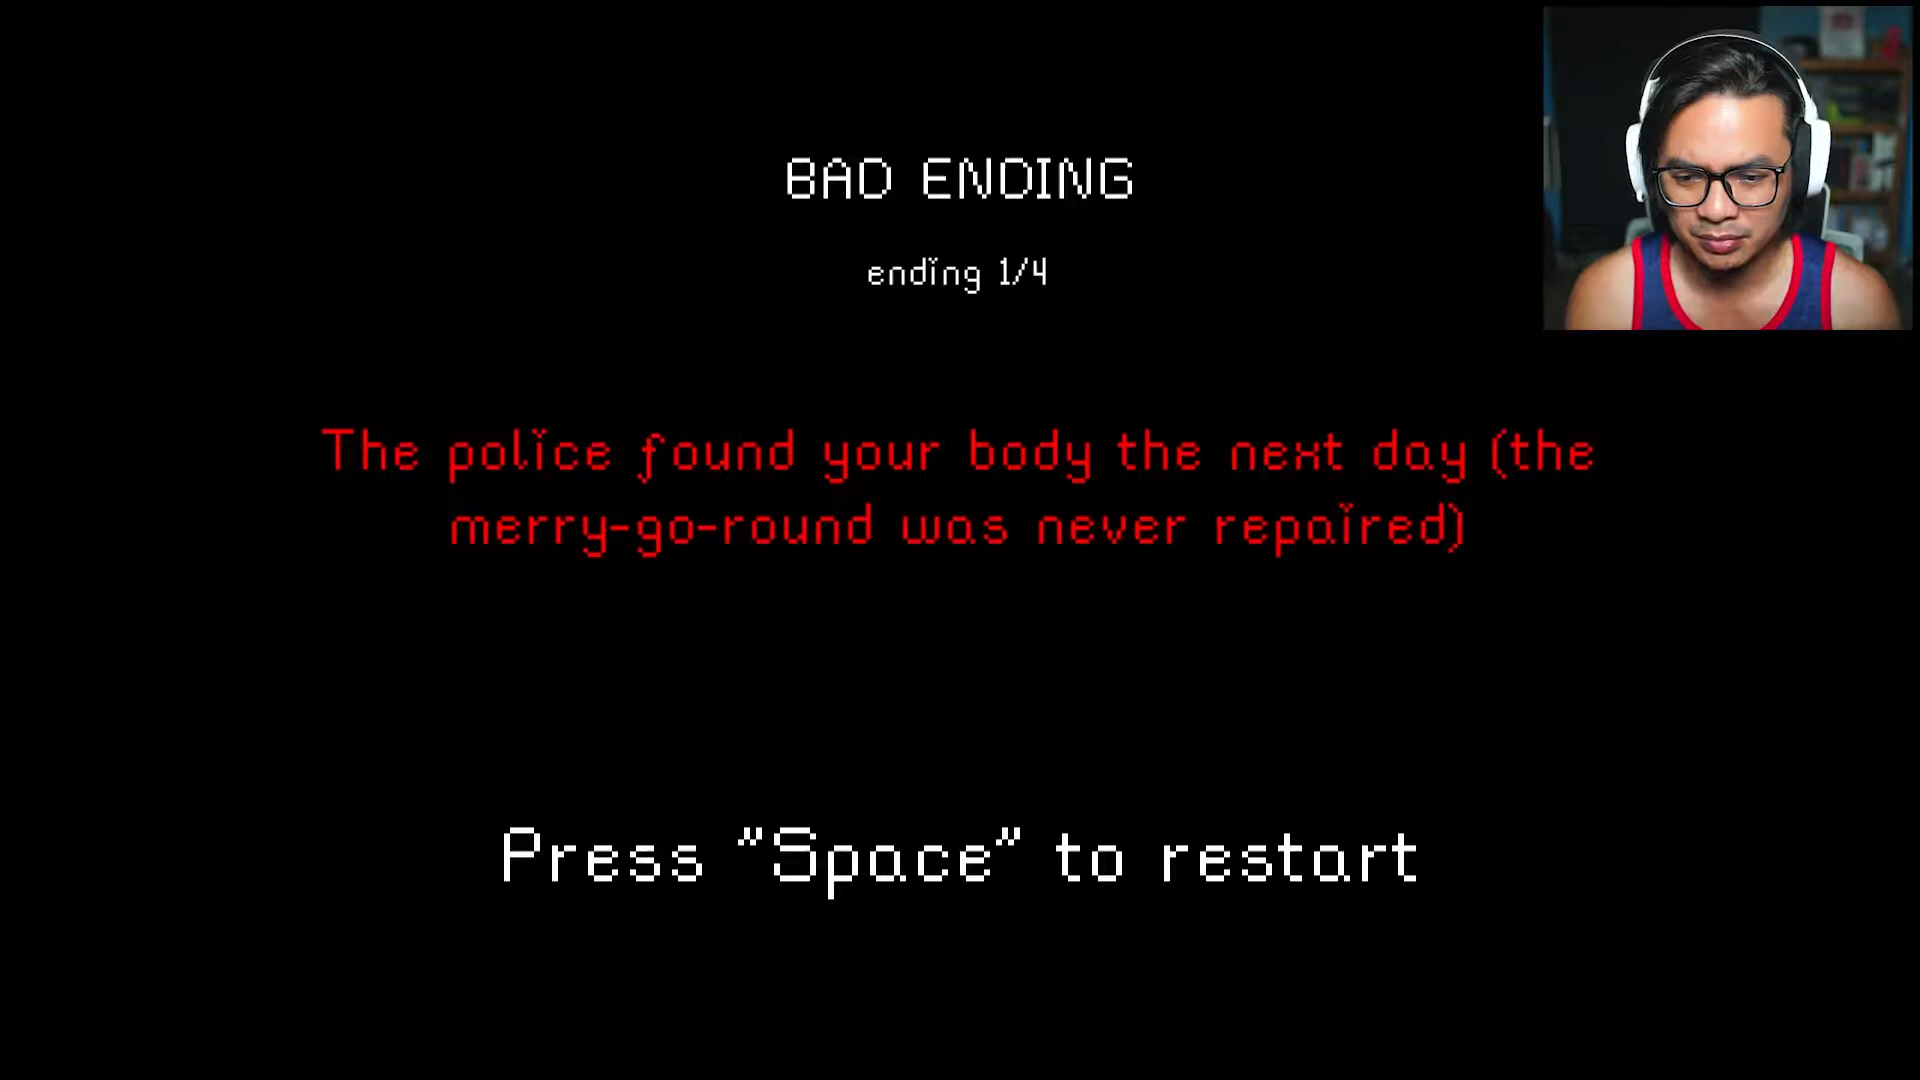 BAD ENDING
ending 1/4
The police found your body the next day (the
merry-go-round was never repaired)
Press "Space" to restart